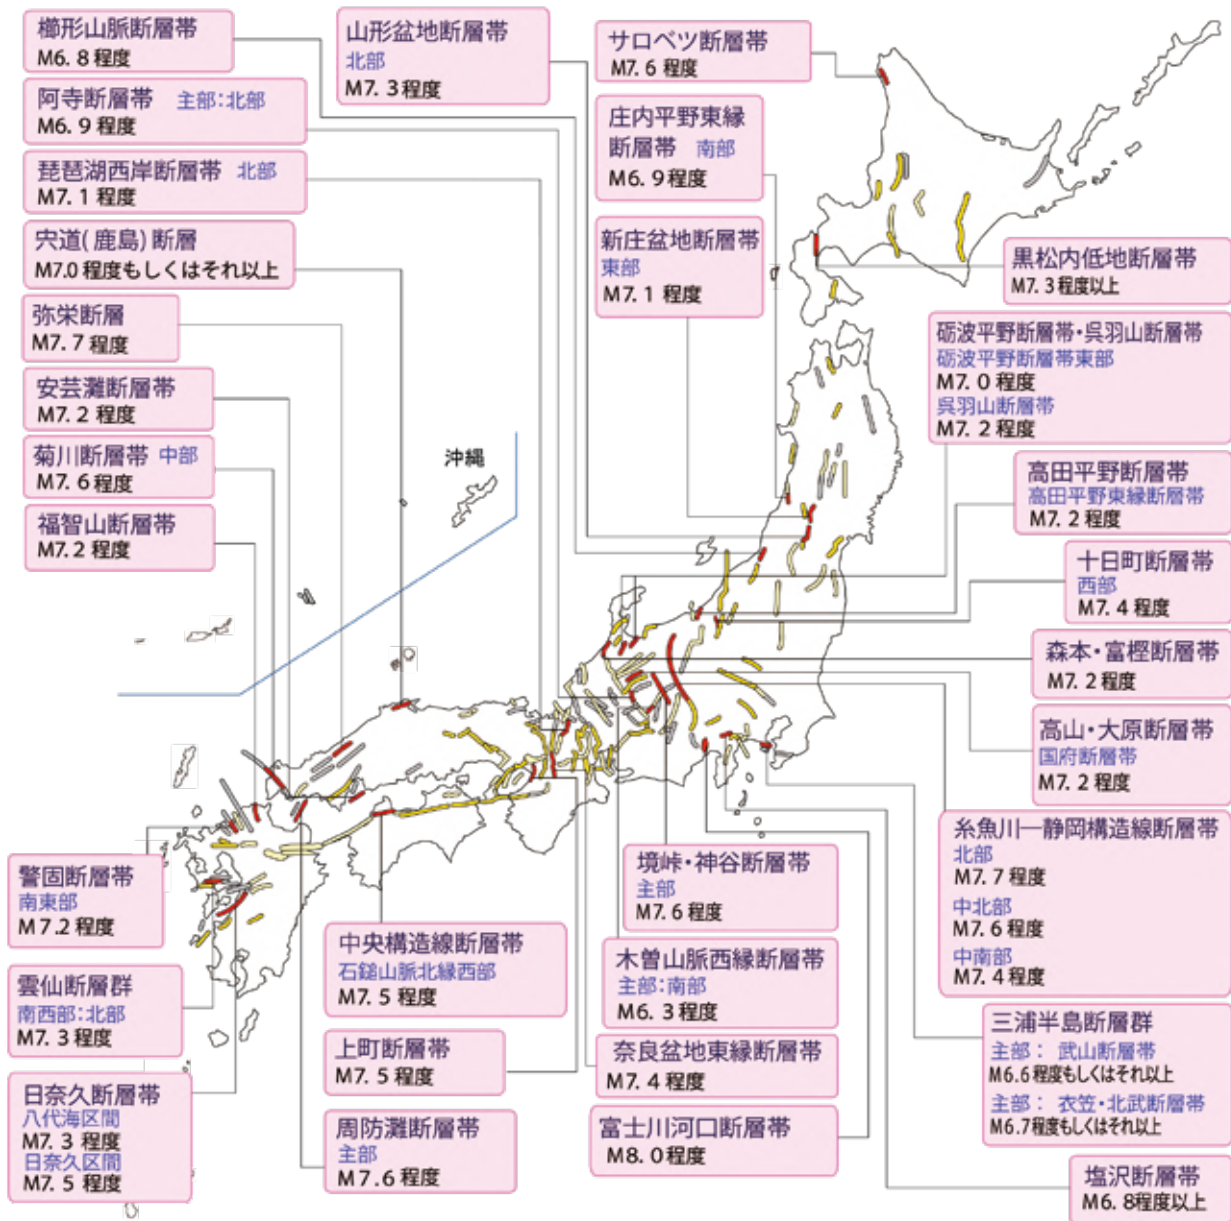 櫛形山脈断層帯
M6. 8 程度
阿寺断層帯 主部:北部
M6. 9 程度
琵琶湖西岸断層帯 北部
M7. 1 程度
宍道(鹿島)断層
M7.0 程度もしくはそれ以上
弥栄断層
M7. 7 程度
安芸灘断層帯
M7. 2 程度
菊川断層帯 中部
M7. 6 程度
福智山断層帯
M7. 2 程度
山形盆地断層帯
北部
M7. 3程度
サロベツ断層帯
M7. 6 程度
庄内平野東縁
断層帯 南部
M6. 9 程度
新庄盆地断層帯
東部
M7. 1 程度
黒松内低地断層帯
M7. 3 程度以上
砺波平野断層帯・呉羽山断層帯
砺波平野断層帯東部
M7. 0 程度
呉羽山断層帯
M7. 2 程度
高田平野断層帯
高田平野東縁断層帯
M7. 2 程度
十日町断層帯
西部
M7. 4 程度
森本・富樫断層帯
M7. 2 程度
高山・大原断層帯
国府断層帯
M7. 2 程度
糸魚川―静岡構造線断層帯
北部
M7. 7 程度
中北部
M7. 6 程度
中南部
M7. 4 程度
沖縄
警固断層帯
南東部
M 7.2 程度
雲仙断層群
南西部:北部
M7. 3 程度
日奈久断層帯
八代海区間
M7. 3 程度
日奈久区間
M7. 5 程度
中央構造線断層帯
石鎚山脈北縁西部
M7. 5 程度
上町断層帯
M7. 5 程度
周防灘断層帯
主部
M 7 .6 程度
境峠・神谷断層帯
主部
M7. 6 程度
木曽山脈西縁断層帯
主部:南部
M6. 3 程度
奈良盆地東縁断層帯
M7. 4 程度
富士川河口断層帯
M8. 0程度
三浦半島断層群
主部: 武山断層帯
M6.6程度もしくはそれ以上
主部: 衣笠・北武断層帯
M6.7程度もしくはそれ以上
塩沢断層帯
M6. 8程度以上